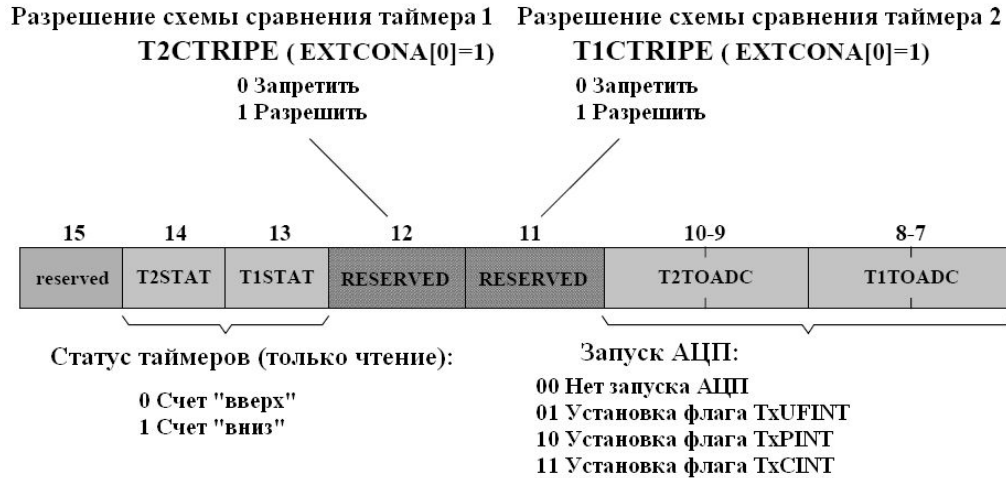 Разрешение схемы сравнения таймера 1
T2CTRIPE ( EXTCONA[0]=1)
0 Запретить
1 Разрешить
Разрешение схемы сравнения таймера 2
T1CTRIPE ( EXTCONA[0]=1)
0 Запретить
1 Разрешить
15 14 13 12 11 10-9 8-7
reserved T2STAT T1STAT RESERVED RESERVED T2TOADC T1TOADC
Статус таймеров (только чтение):
0 Счет "вверх"
1 Счет "вниз"
Запуск АЦП:
00 Нет запуска АЦП
01 Установка флага TxUFINT
10 Установка флага TxPINT
11 Установка флага TxCINT